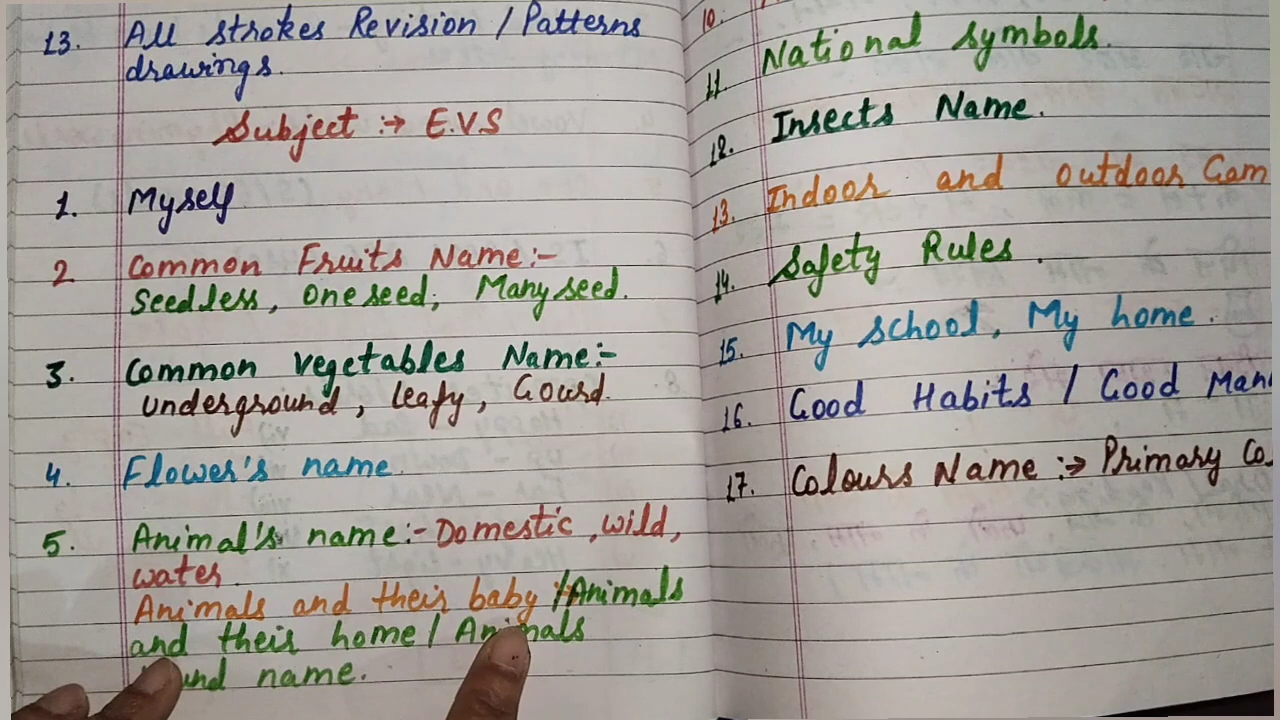 13. All strokes Revision / Patterns
drawings.
Subject :→ E.V.S
1. Myself
2 Common Fruits Name:-
Seedless, One seed, Many seed.
3. Common vegetables Name:-
Underground, leafy, Gourd.
4. Flower's name.
5. Animal's name:- Domestic, wild,
water.
Animals and their baby / Animals
and their home / Animals
name.
10.
11. National symbols.
12. Insects Name.
13. Indoor and outdoor Gam
14. Safety Rules.
15. My school, My home.
16. Good Habits / Good Man
17. Colours Name :→ Primary Co